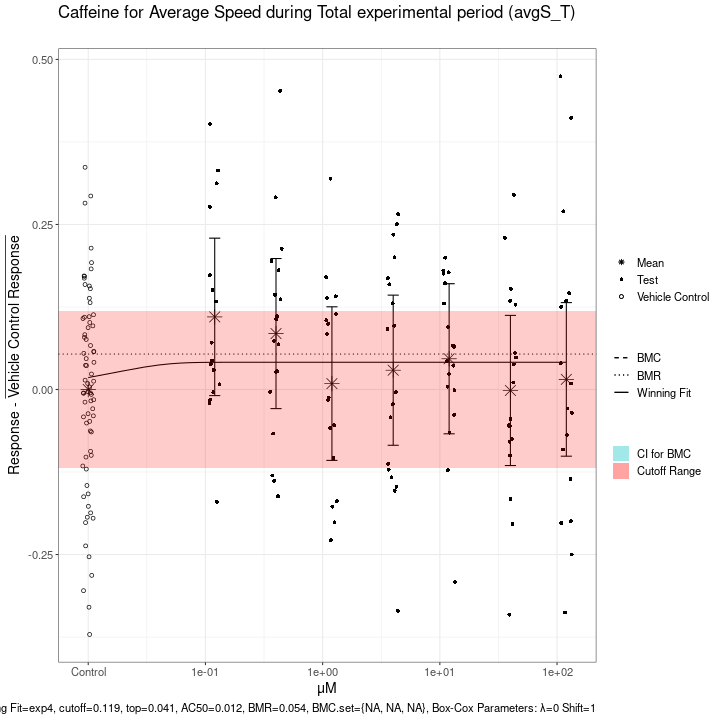 Caffeine for Average Speed during Total experimental period (avgS_T)
Response - Vehicle Control Response
0.50
0.25
0.00
-0.25
Control
1e-01
1e+00
1e+01
1e+02
µM
Mean
Test
Vehicle Control
BMC
BMR
Winning Fit
CI for BMC
Cutoff Range
g Fit=exp4, cutoff=0.119, top=0.041, AC50=0.012, BMR=0.054, BMC.set={NA, NA, NA}, Box-Cox Parameters: λ=0 Shift=1